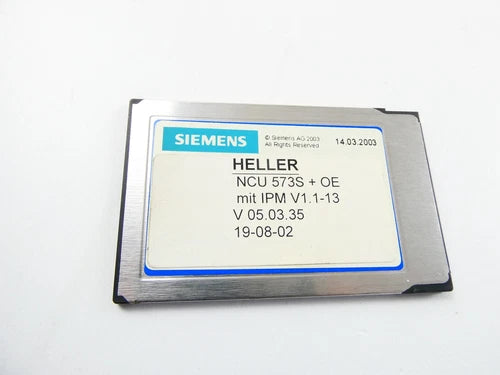 SIEMENS
© Siemens AG 2003
All Rights Reserved
14.03.2003
HELLER
NCU 573S + OE
mit IPM V1.1-13
V 05.03.35
19-08-02